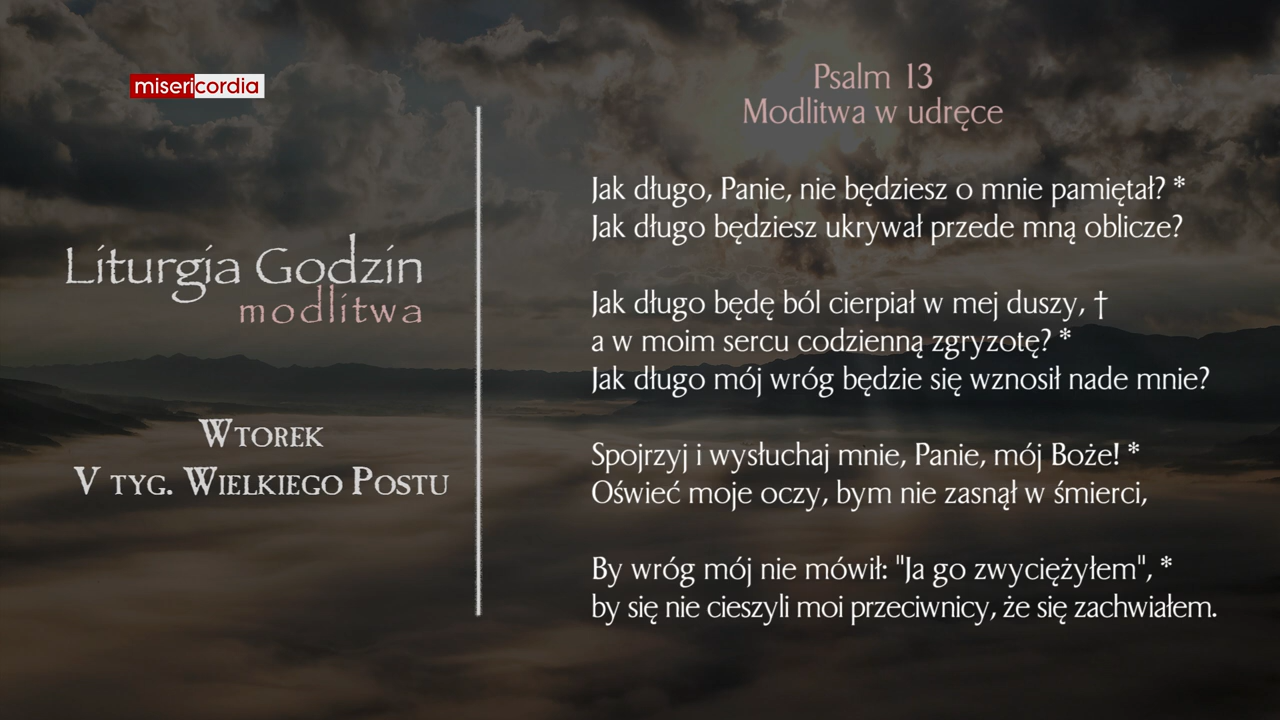 misericordia
Liturgia Godzin
modlitwa
Wtorek
V tyg. Wielkiego Postu
Psalm 13
Modlitwa w udręce
Jak długo, Panie, nie będziesz o mnie pamiętał? *
Jak długo będziesz ukrywał przede mną oblicze?
Jak długo będę ból cierpiał w mej duszy, †
a w moim sercu codzienną zgryzotę? *
Jak długo mój wróg będzie się wznosił nade mnie?
Spojrzyj i wysłuchaj mnie, Panie, mój Boże! *
Oświeć moje oczy, bym nie zasnął w śmierci,
By wróg mój nie mówił: "Ja go zwyciężyłem", *
by się nie cieszyli moi przeciwnicy, że się zachwiałem.